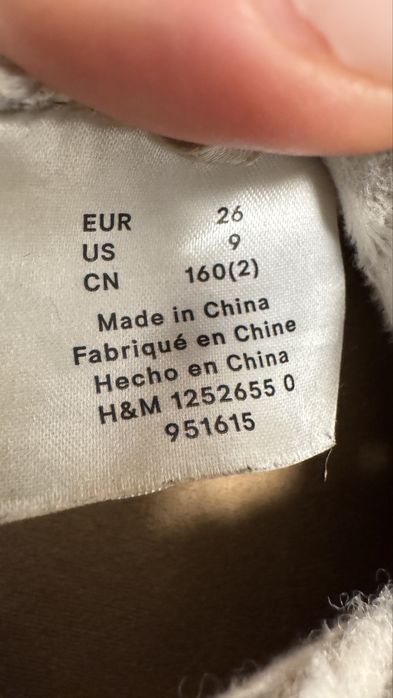 EUR 26
US 9
CN 160(2)
Made in China
Fabriqué en Chine
Hecho en China
H&M 1252655 0
951615